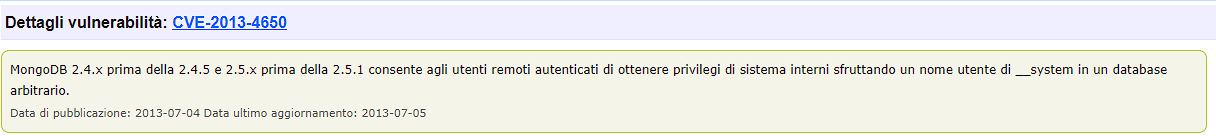 Dettagli vulnerabilità: CVE-2013-4650
MongoDB 2.4.x prima della 2.4.5 e 2.5.x prima della 2.5.1 consente agli utenti remoti autenticati di ottenere privilegi di sistema interni sfruttando un nome utente di __system in un database
arbitrario.
Data di pubblicazione: 2013-07-04 Data ultimo aggiornamento: 2013-07-05